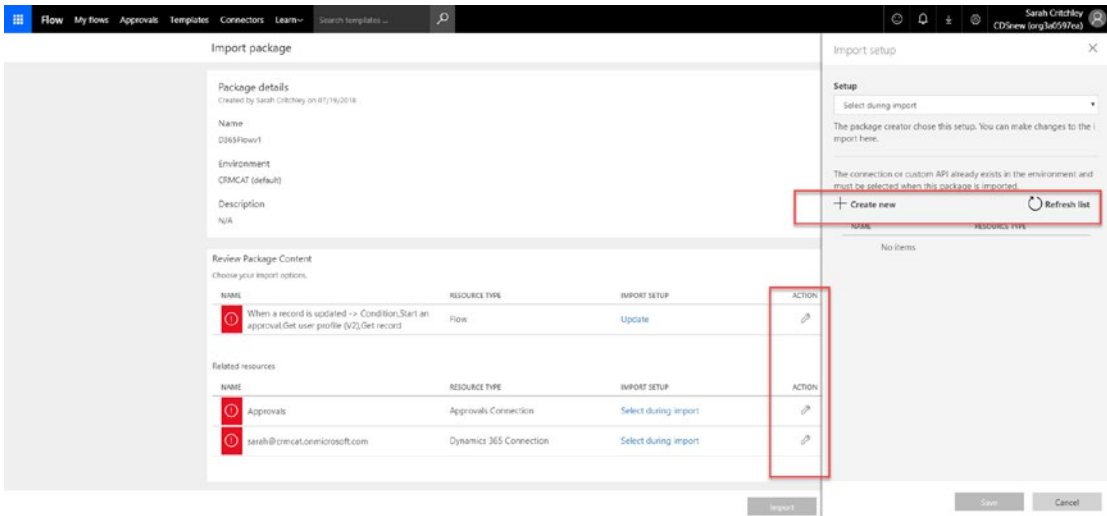 Flow My flows Approvals Templates Connectors Learn Search templates ...
Sarah Critchley
CDSnew (org3a0597ea)
Import package
Package details
Created by Sarah Critchley on 07/19/2018
Name
D365Flowv1
Environment
CRMCAT (default)
Description
N/A
Review Package Content
Choose your import options.
NAME RESOURCE TYPE IMPORT SETUP ACTION
When a record is updated -> Condition,Start an
approval,Get user profile (V2),Get record
Flow Update
Related resources
NAME RESOURCE TYPE IMPORT SETUP ACTION
Approvals Approvals Connection Select during import
sarah@crmcat.onmicrosoft.com Dynamics 365 Connection Select during import
Import
Import setup
Setup
Select during import
The package creator chose this setup. You can make changes to the i
mport here.
The connection or custom API already exists in the environment and
must be selected when this package is imported.
Create new Refresh list
NAME RESOURCE TYPE
No items
Save Cancel